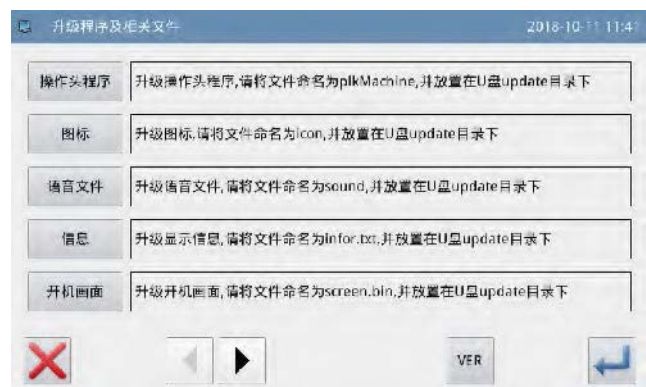 升级程序及相关文件 2018-10-11 11:41
操作头程序 升级操作头程序,请将文件命名为plkMachine,并放置在U盘update目录下
图标 升级图标,请将文件命名为icon,并放置在U盘update目录下
语音文件 升级语音文件,请将文件命名为sound,并放置在U盘update目录下
信息 升级显示信息,请将文件命名为infor.txt,并放置在U盘update目录下
开机画面 升级开机画面,请将文件命名为screen.bin,并放置在U盘update目录下
VER